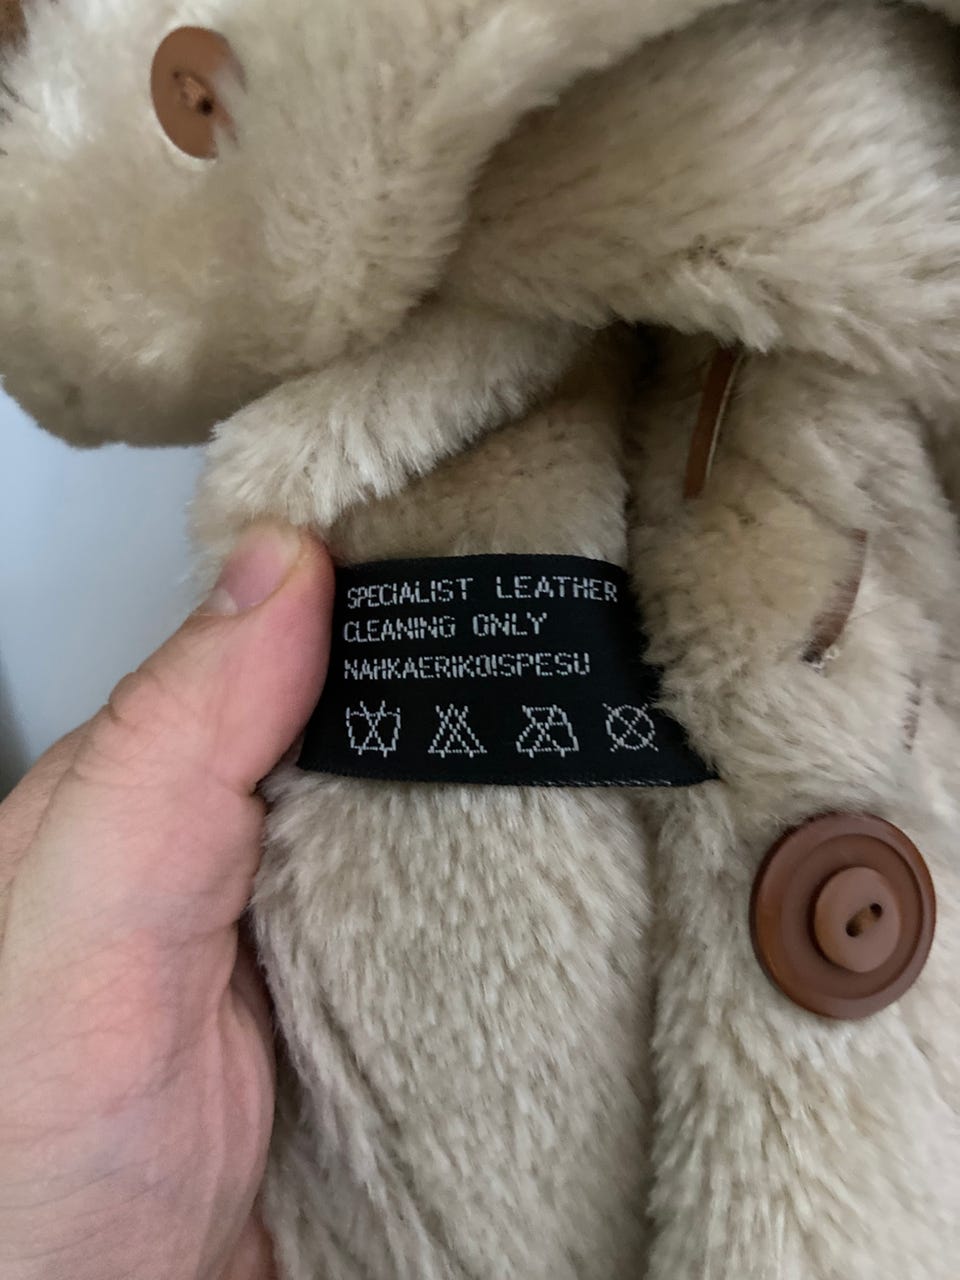 SPECIALIST LEATHER
CLEANING ONLY
NAHKAERIKOISPESU